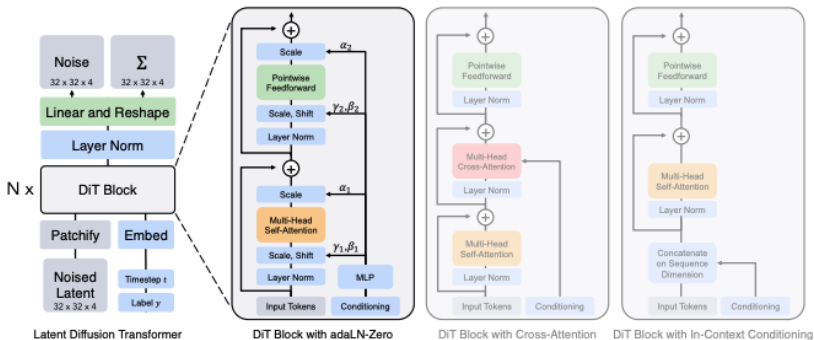 Noise
32 x 32 x 4
Σ
32 x 32 x 4
Linear and Reshape
Layer Norm
N x
DiT Block
Patchify
Embed
Noised
Latent
32 x 32 x 4
Timestep t
Label y
Latent Diffusion Transformer
Scale
α₂
Pointwise
Feedforward
Scale, Shift
γ₂,β₂
Layer Norm
Scale
α₁
Multi-Head
Self-Attention
Scale, Shift
γ₁,β₁
Layer Norm
MLP
Input Tokens
Conditioning
DiT Block with adaLN-Zero
Pointwise
Feedforward
Layer Norm
Multi-Head
Cross-Attention
Layer Norm
Multi-Head
Self-Attention
Layer Norm
Input Tokens
Conditioning
DiT Block with Cross-Attention
Pointwise
Feedforward
Layer Norm
Multi-Head
Self-Attention
Layer Norm
Concatenate
on Sequence
Dimension
Input Tokens
Conditioning
DiT Block with In-Context Conditioning